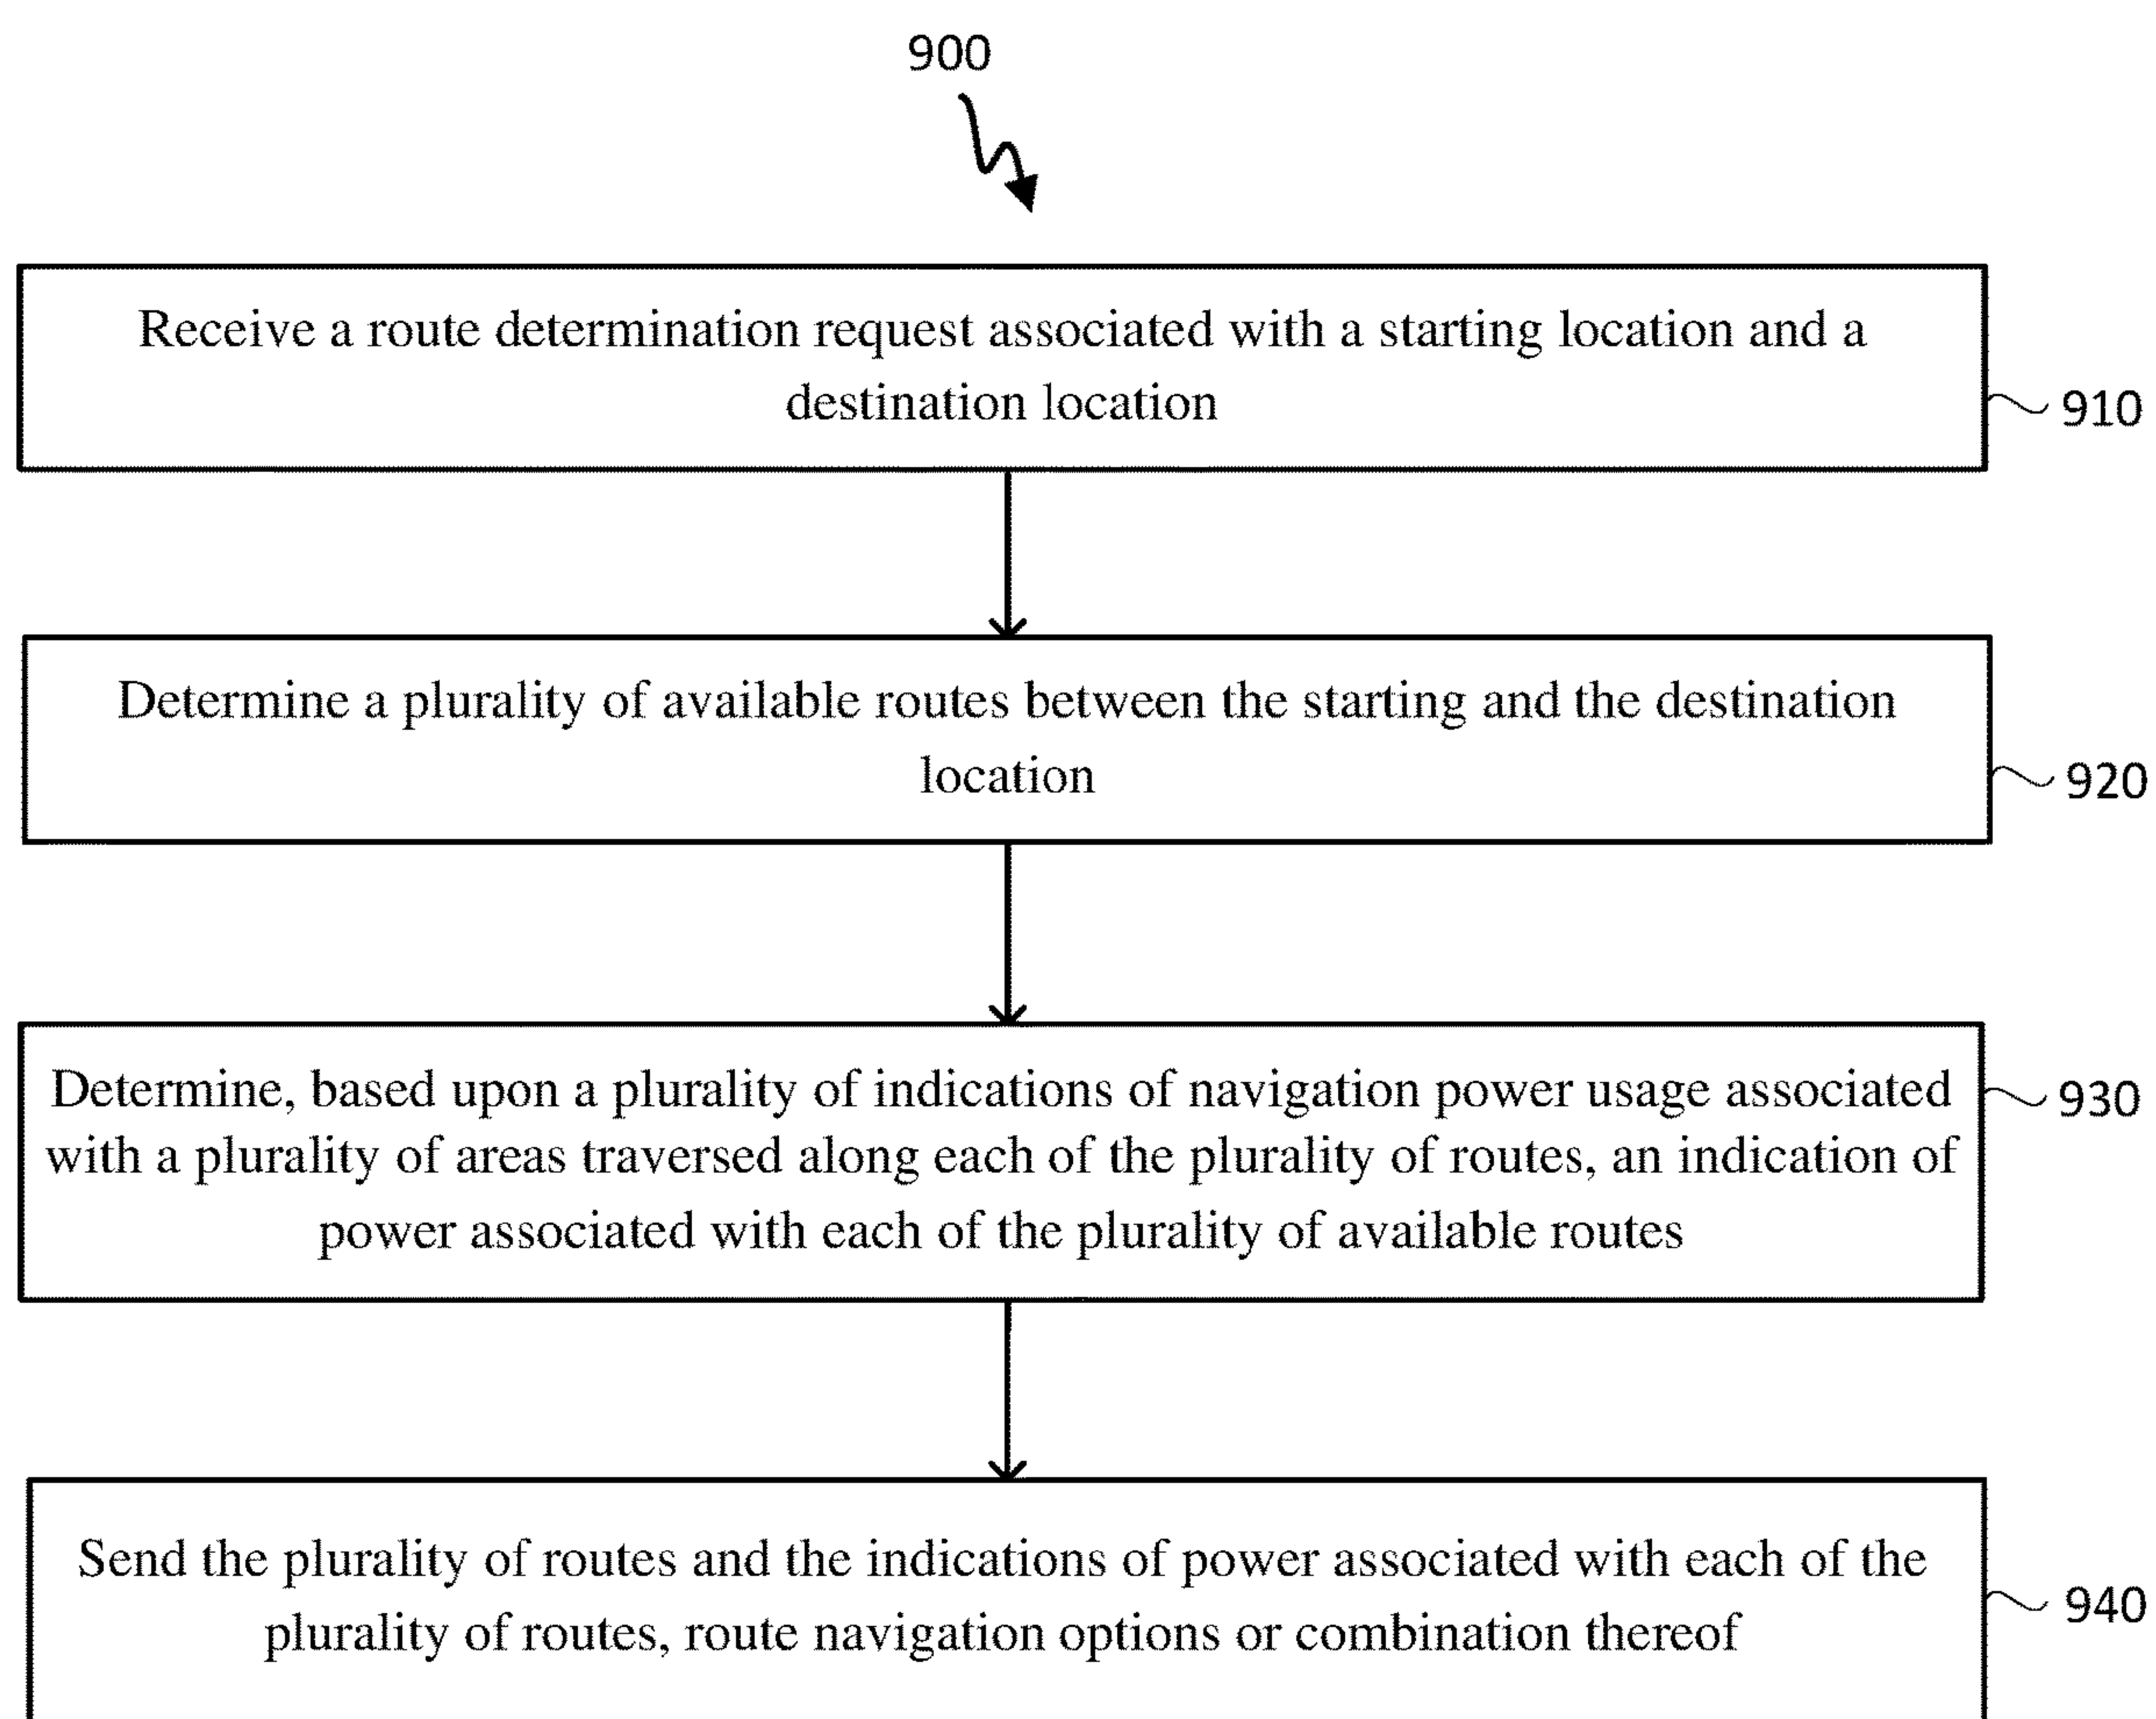 900
Receive a route determination request associated with a starting location and a
destination location
910
Determine a plurality of available routes between the starting and the destination
location
920
Determine, based upon a plurality of indications of navigation power usage associated
with a plurality of areas traversed along each of the plurality of routes, an indication of
power associated with each of the plurality of available routes
930
Send the plurality of routes and the indications of power associated with each of the
plurality of routes, route navigation options or combination thereof
940